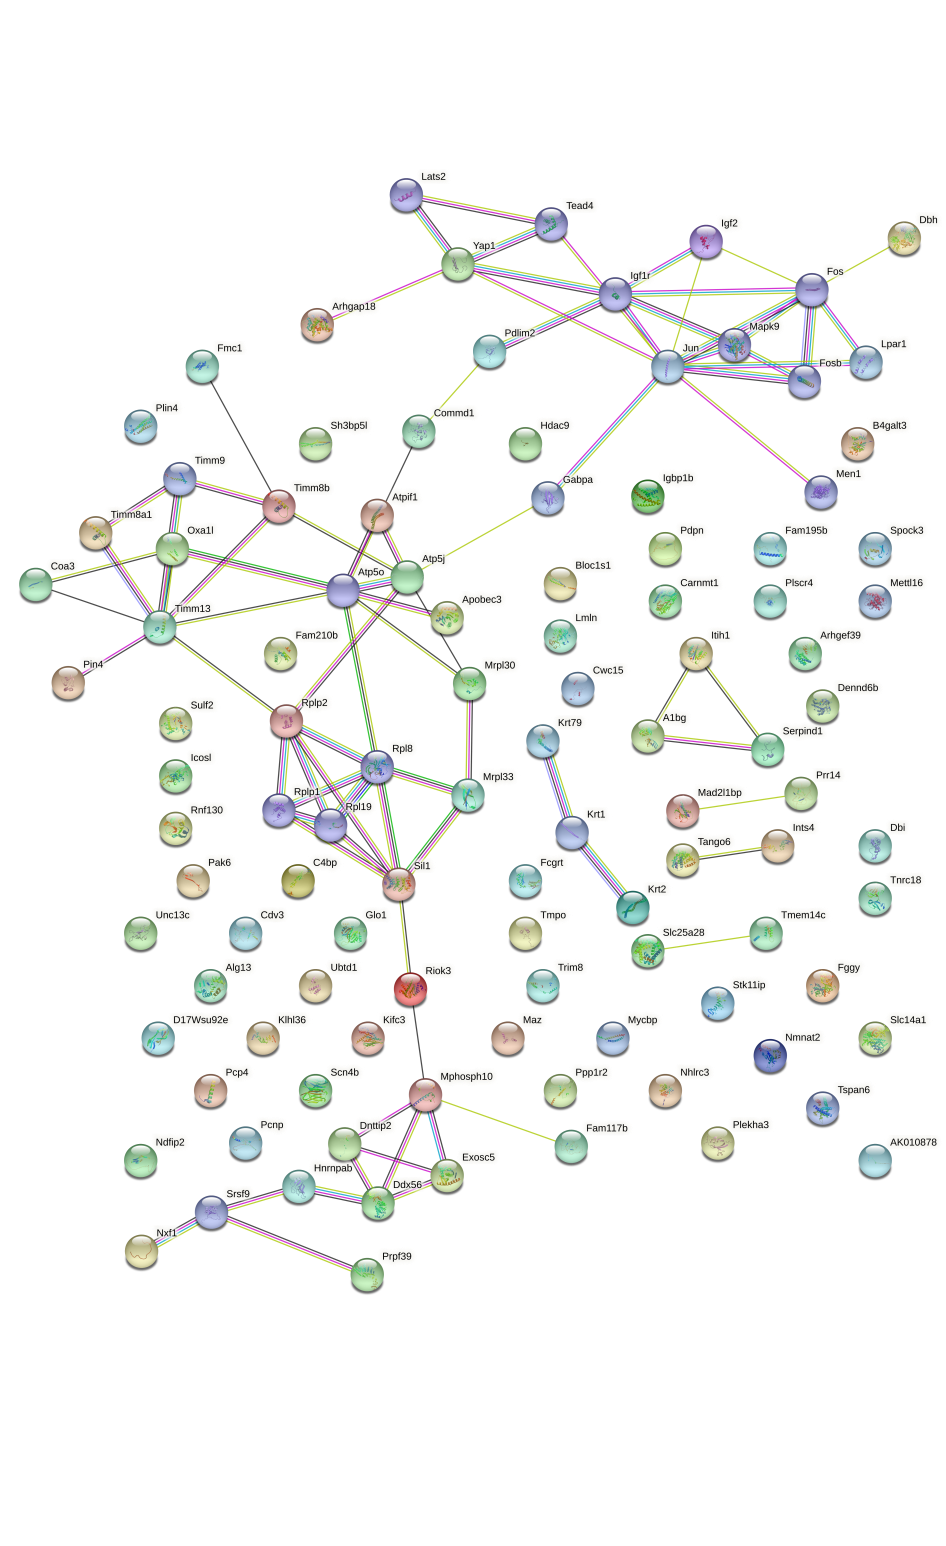 Lats2
Tead4
Dbh
Igf2
Yap1
Fos
Igf1r
Arhgap18
Mapk9
Pdlim2
Lpar1
Jun
Fmc1
Fosb
Plin4
Commd1
Sh3bp5l
Hdac9
B4galt3
Timm9
Gabpa
Men1
Igbp1b
Timm8b
Atpif1
Timm8a1
Oxa1l
Pdpn
Fam195b
Spock3
Atp5j
Coa3
Atp5o
Bloc1s1
Carnmt1
Plscr4
Mettl16
Apobec3
Timm13
Lmln
Fam210b
Itih1
Arhgef39
Pin4
Mrpl30
Cwc15
Dennd6b
Sulf2
Rplp2
A1bg
Serpind1
Krt79
Icosl
Rpl8
Prr14
Mrpl33
Rplp1
Mad2l1bp
Rpl19
Rnf130
Krt1
Ints4
Dbi
Tango6
Pak6
C4bp
Sil1
Fcgrt
Tnrc18
Krt2
Unc13c
Cdv3
Glo1
Tmpo
Slc25a28
Tmem14c
Alg13
Ubtd1
Riok3
Trim8
Fggy
Stk11ip
D17Wsu92e
Klhl36
Kifc3
Maz
Mycbp
Slc14a1
Nmnat2
Pcp4
Scn4b
Mphosph10
Ppp1r2
Nhlrc3
Tspan6
Ndfip2
Pcnp
Dnttip2
Fam117b
Plekha3
AK010878
Exosc5
Hnrnpab
Ddx56
Srsf9
Nxf1
Prpf39